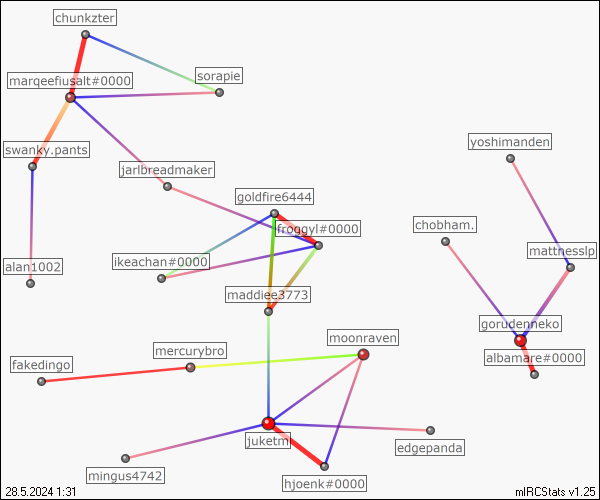 chunkzter
sorapie
marqeefiusalt#0000
yoshimanden
swanky.pants
jarlbreadmaker
goldfire6444
chobham.
froggyl#0000
matthesslp
alan1002
ikeachan#0000
maddiee3773
gorudenneko
moonraven
mercurybro
albamare#0000
fakedingo
juketm
edgepanda
mingus4742
hjoenk#0000
28.5.2024 1:31
mIRCStats v1.25